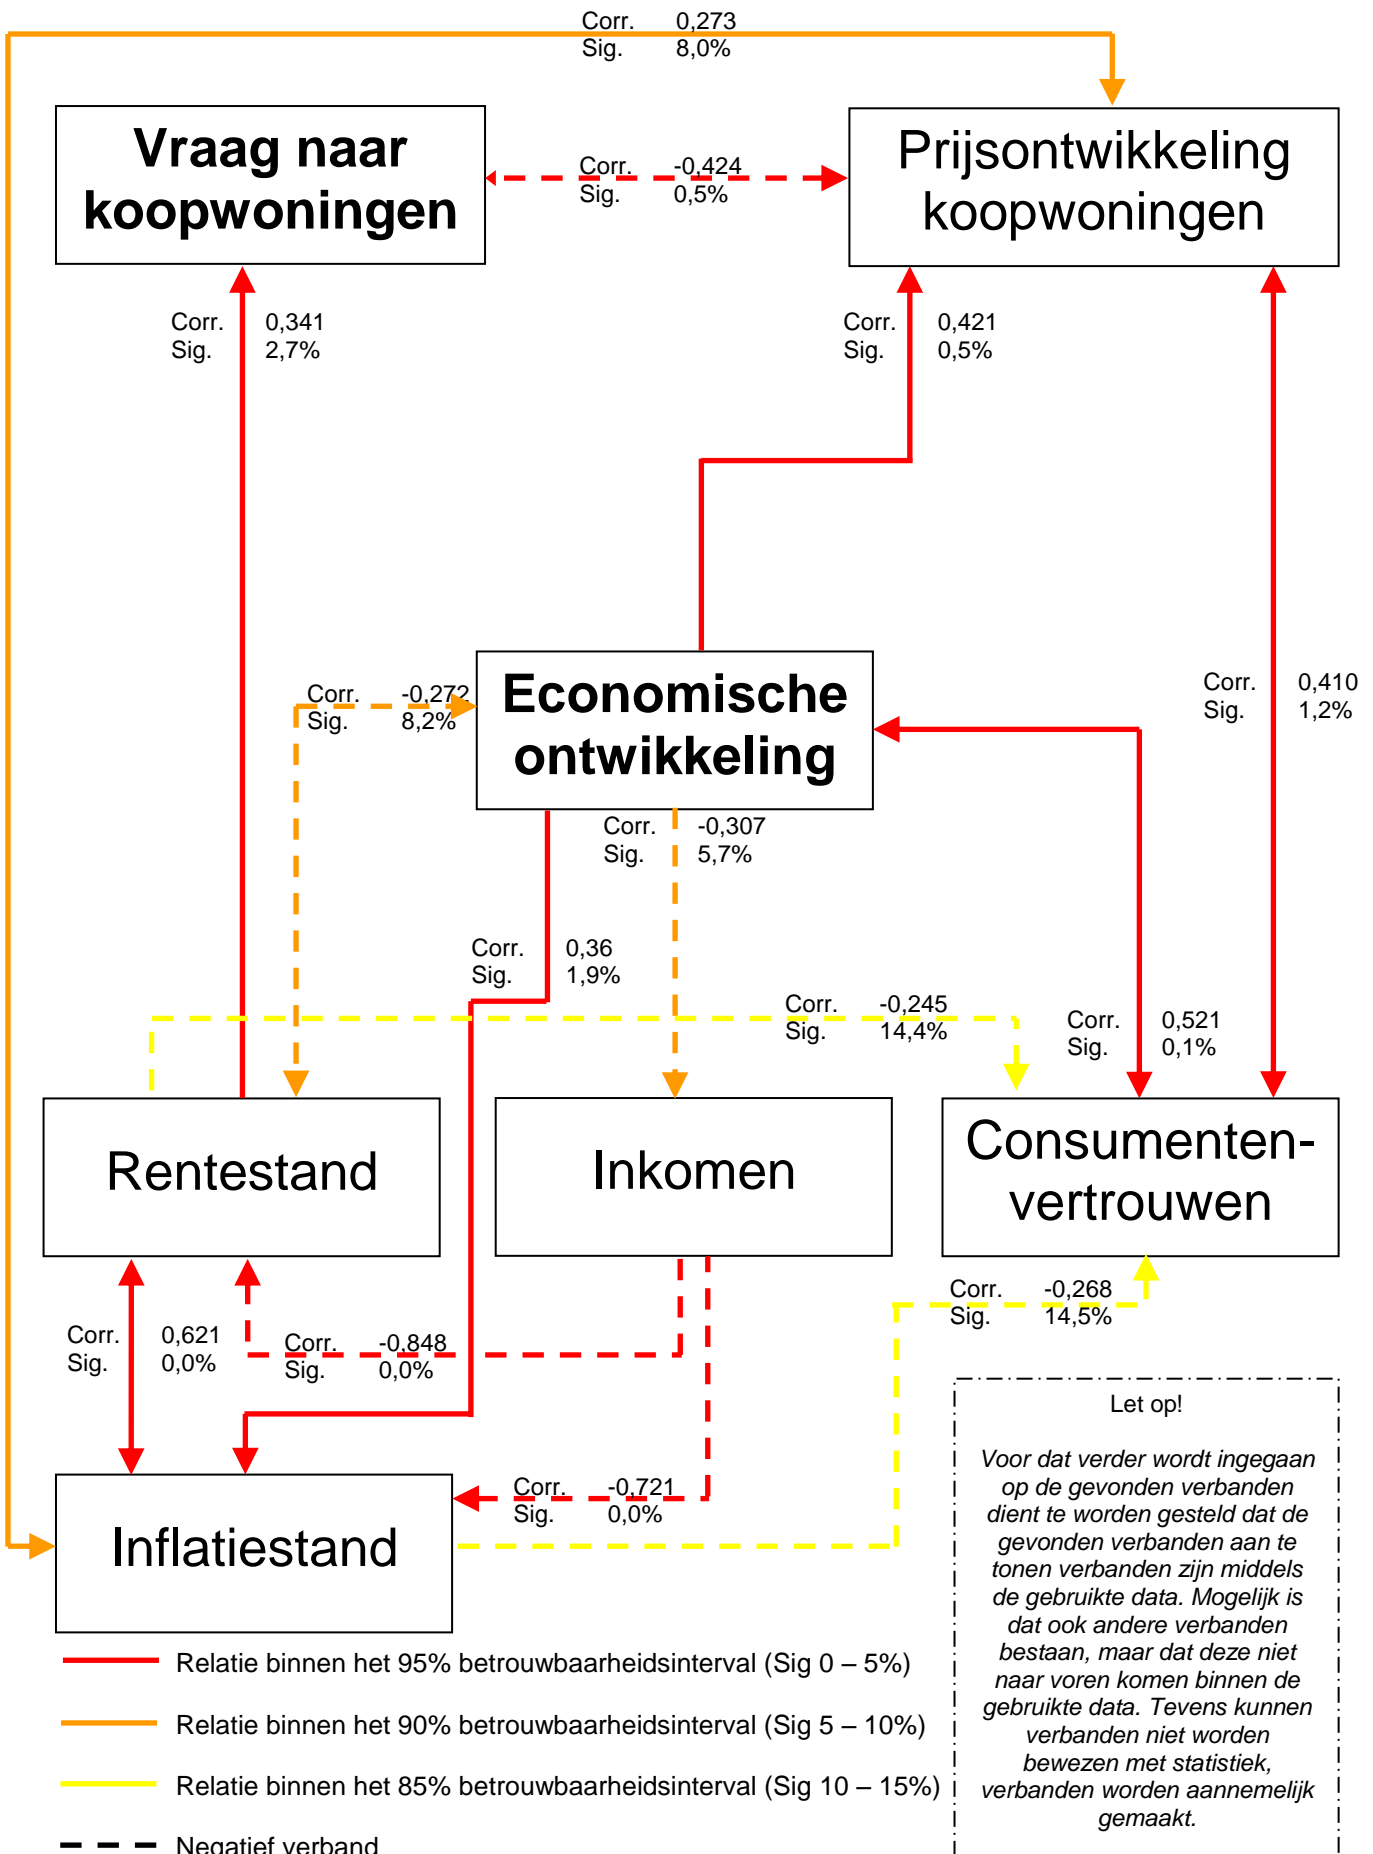 Corr. 0,273
Sig. 8,0%
Vraag naar
koopwoningen
Corr. -0,424
Sig. 0,5%
Prijsontwikkeling
koopwoningen
Corr. 0,341
Sig. 2,7%
Corr. 0,421
Sig. 0,5%
Corr. -0,272
Sig. 8,2%
Economische
ontwikkeling
Corr. 0,410
Sig. 1,2%
Corr. -0,307
Sig. 5,7%
Corr. 0,36
Sig. 1,9%
Corr. -0,245
Sig. 14,4%
Corr. 0,521
Sig. 0,1%
Rentestand
Inkomen
Consumenten-
vertrouwen
Corr. 0,621
Sig. 0,0%
Corr. -0,848
Sig. 0,0%
Corr. -0,268
Sig. 14,5%
Corr. -0,721
Sig. 0,0%
Inflatiestand
Let op!
Voor dat verder wordt ingegaan
op de gevonden verbanden
dient te worden gesteld dat de
gevonden verbanden aan te
tonen verbanden zijn middels
de gebruikte data. Mogelijk is
dat ook andere verbanden
bestaan, maar dat deze niet
naar voren komen binnen de
gebruikte data. Tevens kunnen
verbanden niet worden
bewezen met statistiek,
verbanden worden aannemelijk
gemaakt.
Relatie binnen het 95% betrouwbaarheidsinterval (Sig 0 – 5%)
Relatie binnen het 90% betrouwbaarheidsinterval (Sig 5 – 10%)
Relatie binnen het 85% betrouwbaarheidsinterval (Sig 10 – 15%)
Negatief verband